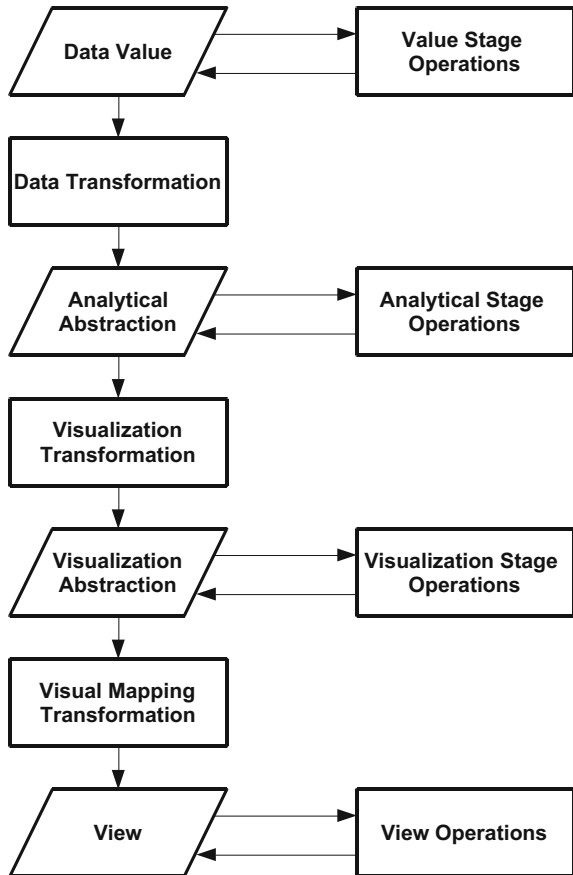 Data Value
Value Stage
Operations
Data Transformation
Analytical
Abstraction
Analytical Stage
Operations
Visualization
Transformation
Visualization
Abstraction
Visualization Stage
Operations
Visual Mapping
Transformation
View
View Operations